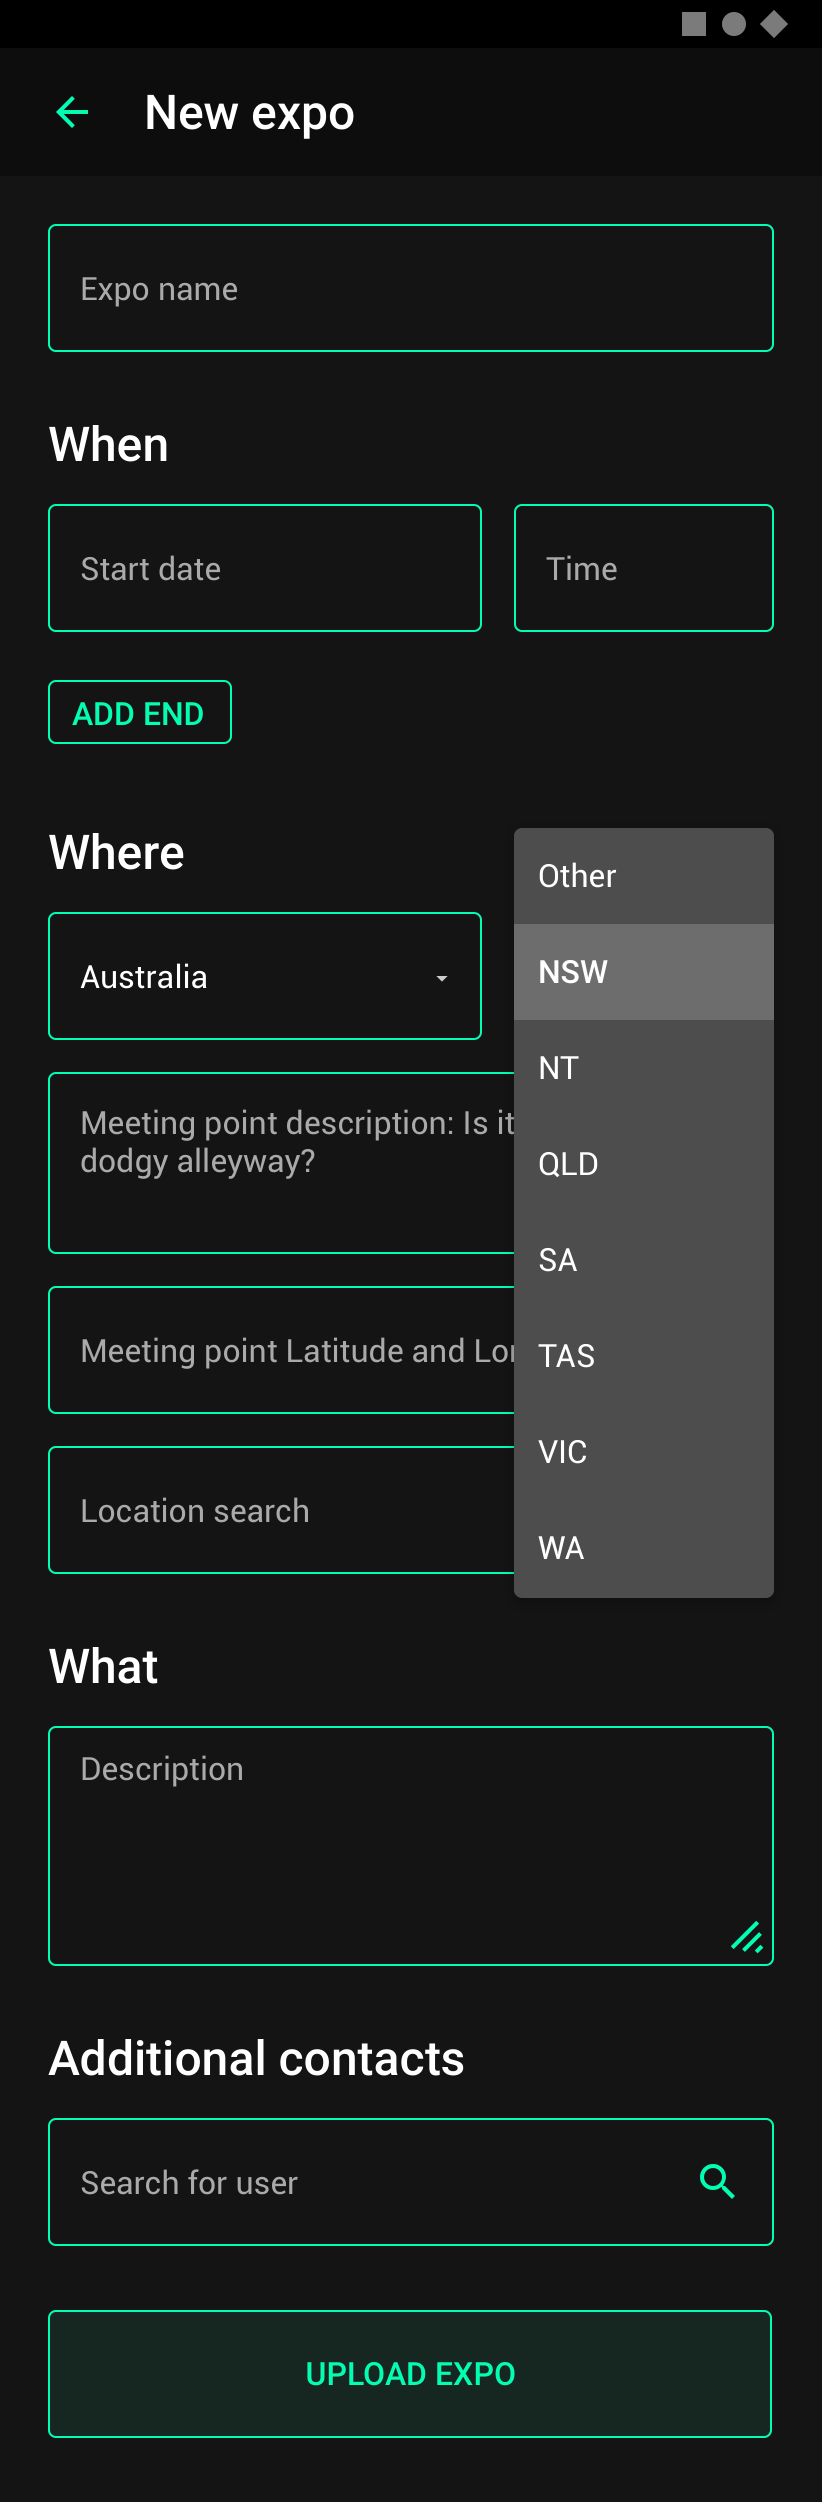 New expo
Expo name
When
Start date
Time
ADD END
Where
Australia
Other
NSW
NT
QLD
SA
TAS
VIC
WA
Meeting point description: Is it
dodgy alleyway?
Meeting point Latitude and
Location search
What
Description
Additional contacts
Search for user
UPLOAD EXPO